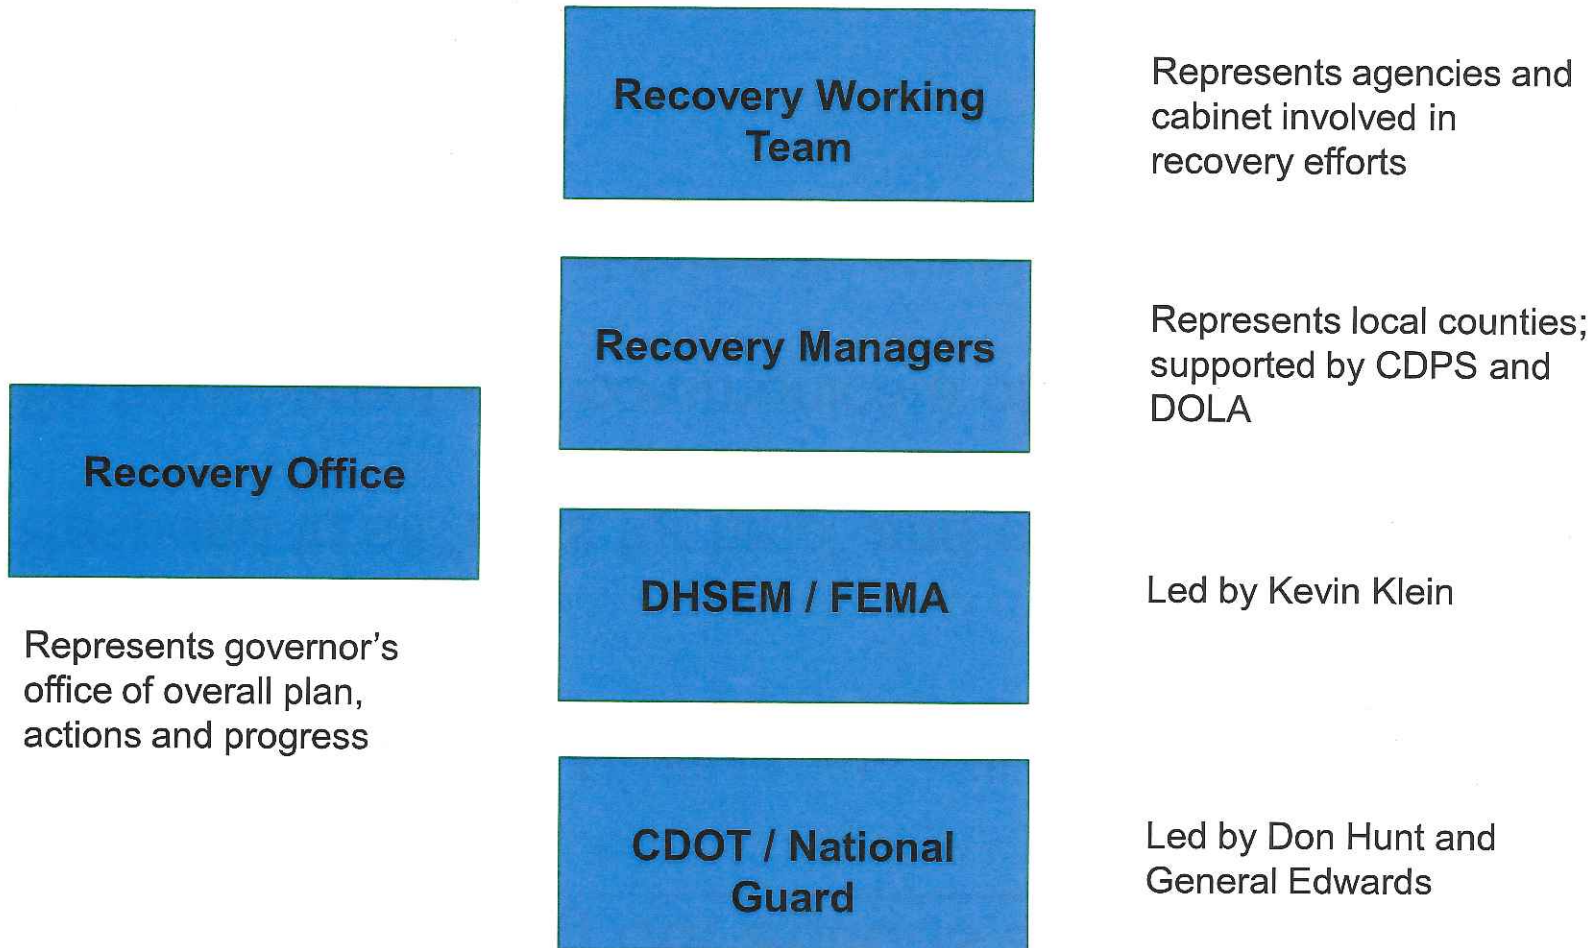 Recovery Working
Team
Represents agencies and
cabinet involved in
recovery efforts
Recovery Managers
Represents local counties;
supported by CDPS and
DOLA
Recovery Office
Represents governor's
office of overall plan,
actions and progress
DHSEM / FEMA
Led by Kevin Klein
CDOT / National
Guard
Led by Don Hunt and
General Edwards